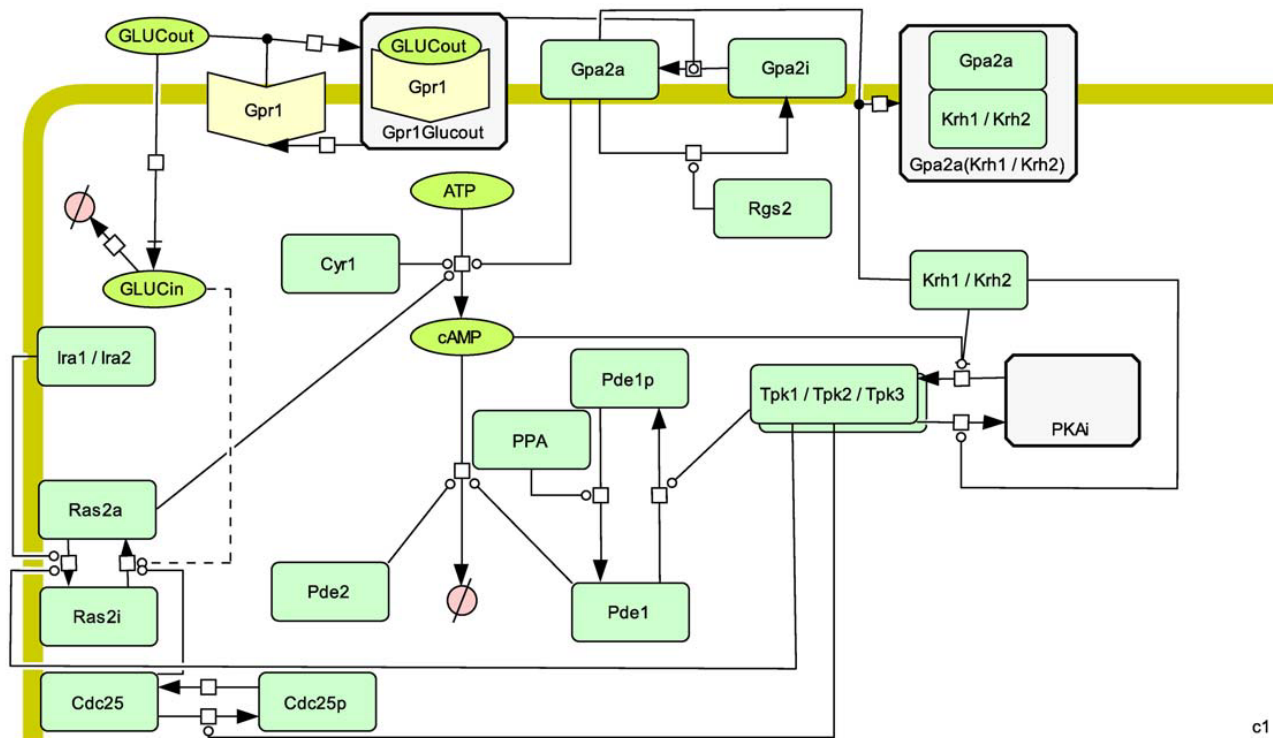 GLUCout
GLUCout
Gpr1
Gpr1
Gpr1Glucout
Gpa2a
Gpa2i
Gpa2a
Krh1 / Krh2
Gpa2a(Krh1 / Krh2)
ATP
Rgs2
Cyr1
GLUCin
Krh1 / Krh2
Ira1 / Ira2
cAMP
Pde1p
Tpk1 / Tpk2 / Tpk3
PKAi
PPA
Ras2a
Pde2
Pde1
Ras2i
Cdc25
Cdc25p
c1